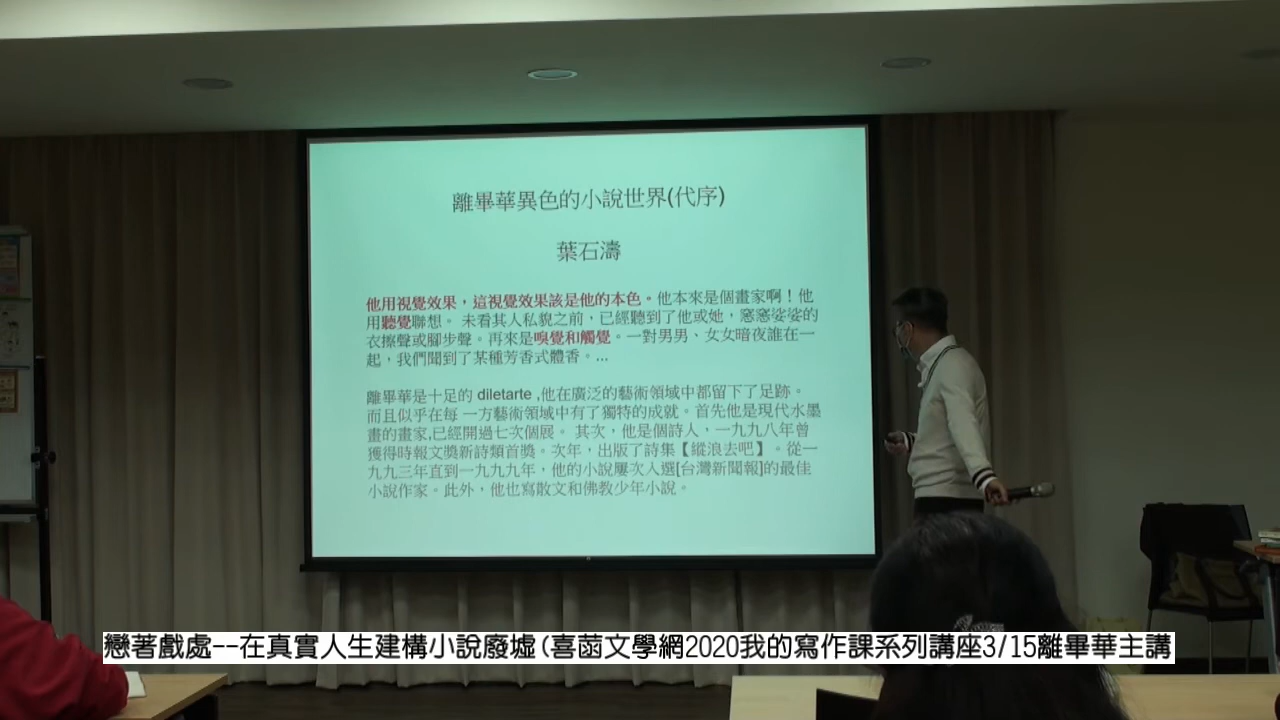 離畢華異色的小說世界(代序)
葉石濤
他用視覺效果，這視覺效果該是他的本色。他本來是個畫家啊！他
用聽覺聯想。 未看其人私貌之前，已經聽到了他或她，窸窸娑娑的
衣擦聲或腳步聲。再來是嗅覺和觸覺。一對男男、女女暗夜誰在一
起，我們聞到了某種芳香式體香。...
離畢華是十足的 diletarte ,他在廣泛的藝術領域中都留下了足跡。
而且似乎在每 一方藝術領域中有了獨特的成就。首先他是現代水墨
畫的畫家,已經開過七次個展。 其次，他是個詩人，一九九八年曾
獲得時報文獎新詩類首獎。次年，出版了詩集【縱浪去吧】。從一
九九三年直到一九九九年，他的小說屢次入選[台灣新聞報]的最佳
小說作家。此外，他也寫散文和佛教少年小說。
戀著戲處--在真實人生建構小說廢墟(喜菡文學網2020我的寫作課系列講座3/15離畢華主講